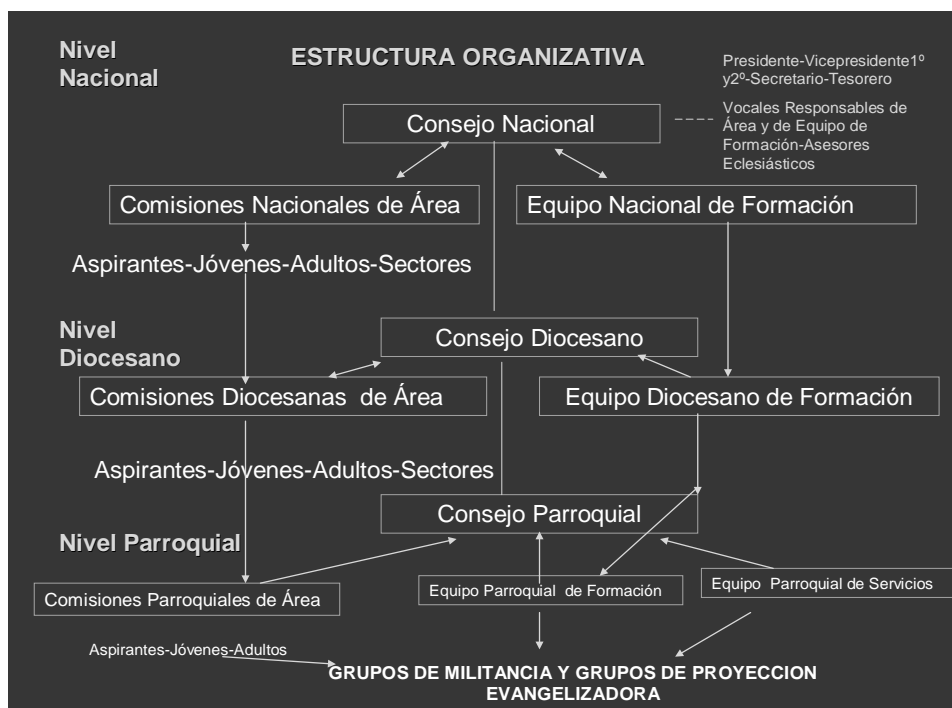 Nivel
Nacional
ESTRUCTURA ORGANIZATIVA
Presidente-Vicepresidente1º
y2º-Secretario-Tesorero
Vocales Responsables de
Área y de Equipo de
Formación-Asesores
Eclesiásticos
Consejo Nacional
Comisiones Nacionales de Área
Equipo Nacional de Formación
Aspirantes-Jóvenes-Adultos-Sectores
Nivel
Diocesano
Consejo Diocesano
Comisiones Diocesanas de Área
Equipo Diocesano de Formación
Aspirantes-Jóvenes-Adultos-Sectores
Consejo Parroquial
Nivel Parroquial
Comisiones Parroquiales de Área
Equipo Parroquial de Formación
Equipo Parroquial de Servicios
Aspirantes-Jóvenes-Adultos
GRUPOS DE MILITANCIA Y GRUPOS DE PROYECCION
EVANGELIZADORA